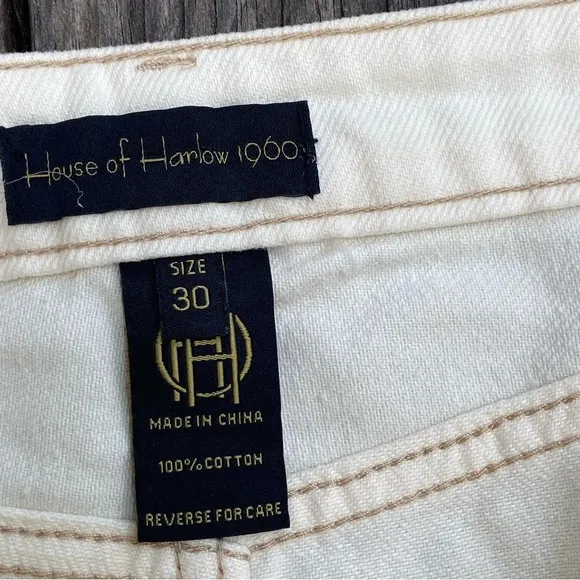 House of Harlow 1960
SIZE
30
MADE IN CHINA
100% COTTON
REVERSE FOR CARE